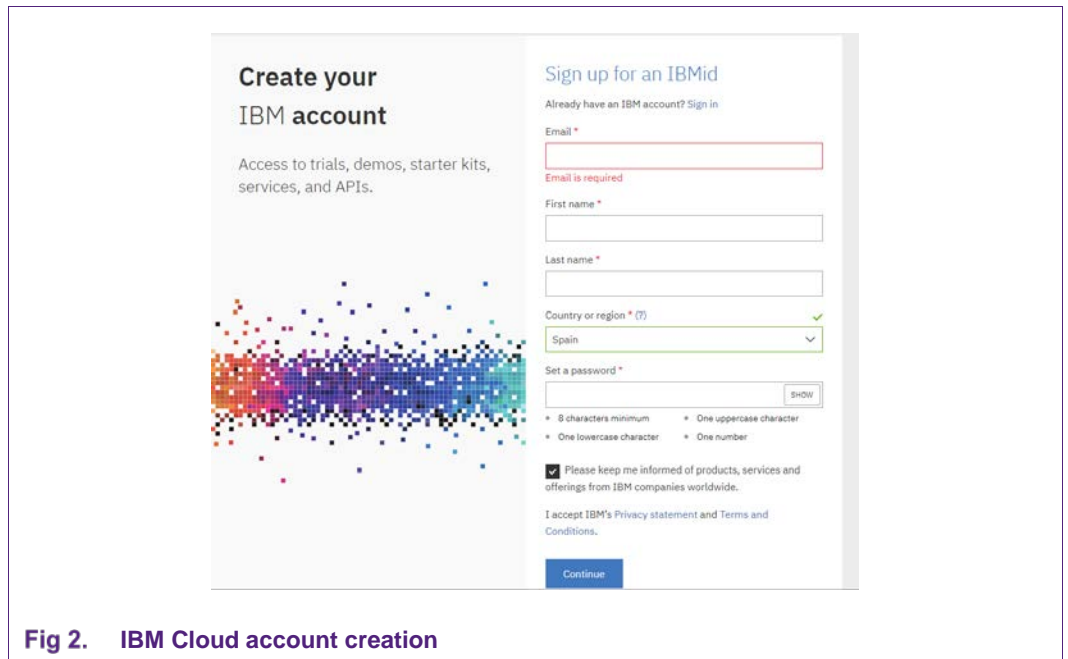 Create your
IBM account
Access to trials, demos, starter kits,
services, and APIs.
Sign up for an IBMid
Already have an IBM account? Sign in
Email *
Email is required
First name *
Last name *
Country or region * (?)
Spain
Set a password *
SHOW
8 characters minimum
One uppercase character
One lowercase character
One number
Please keep me informed of products, services and
offerings from IBM companies worldwide.
I accept IBM's Privacy statement and Terms and
Conditions.
Continue
Fig 2. IBM Cloud account creation